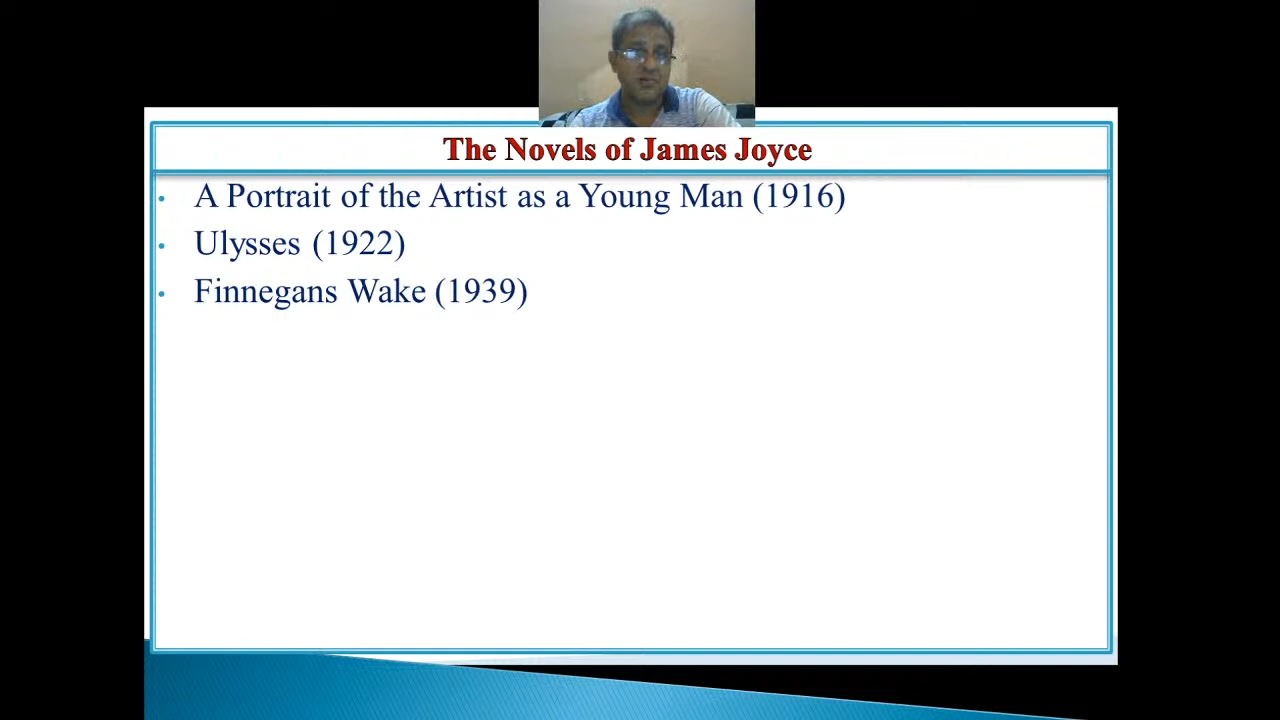 The Novels of James Joyce
• A Portrait of the Artist as a Young Man (1916)
• Ulysses (1922)
• Finnegans Wake (1939)